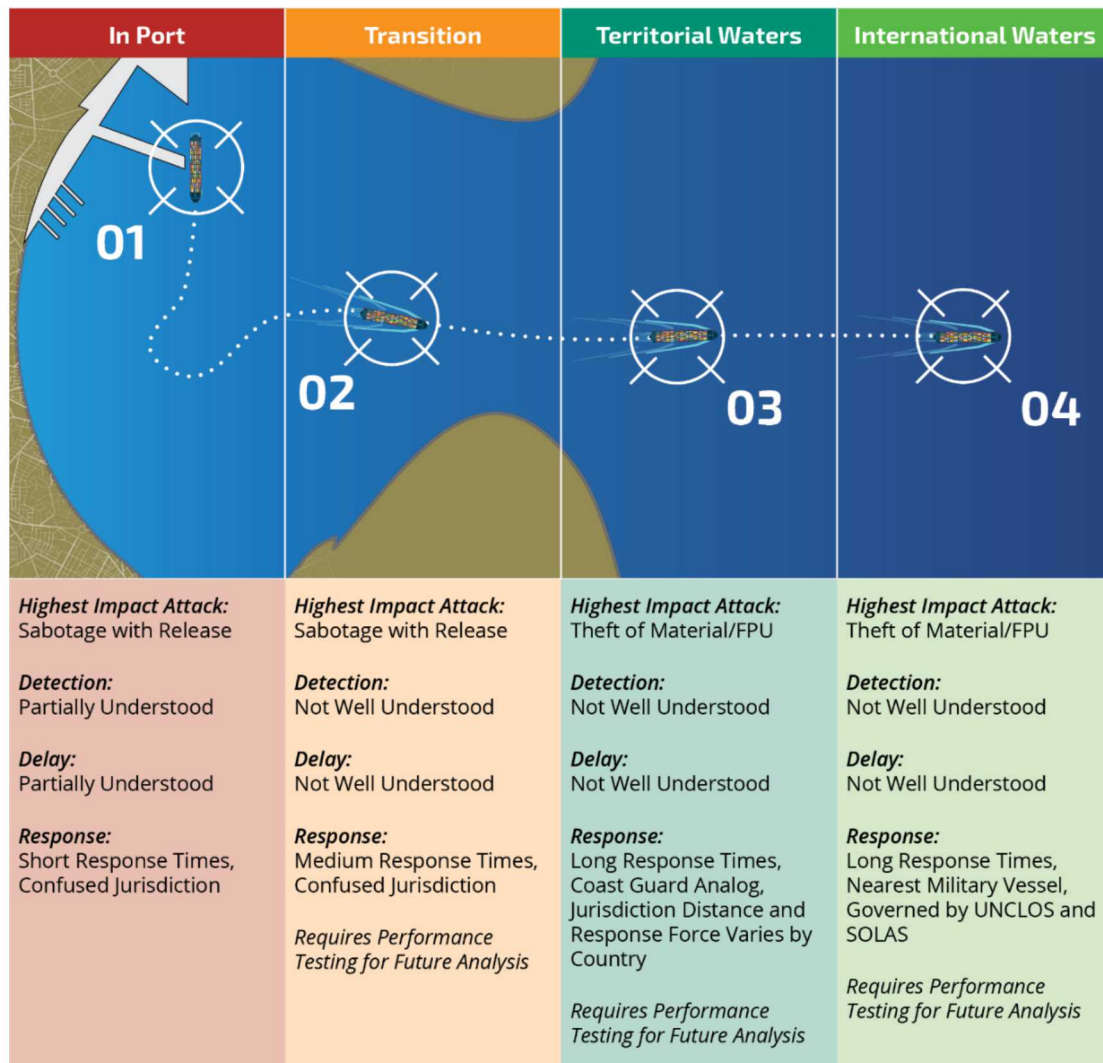 In Port
Transition
Territorial Waters
International Waters
01
02
03
04
Highest Impact Attack:
Sabotage with Release
Detection:
Partially Understood
Delay:
Partially Understood
Response:
Short Response Times,
Confused Jurisdiction
Highest Impact Attack:
Sabotage with Release
Detection:
Not Well Understood
Delay:
Not Well Understood
Response:
Medium Response Times,
Confused Jurisdiction
Requires Performance
Testing for Future Analysis
Highest Impact Attack:
Theft of Material/FPU
Detection:
Not Well Understood
Delay:
Not Well Understood
Response:
Long Response Times,
Coast Guard Analog,
Jurisdiction Distance and
Response Force Varies by
Country
Requires Performance
Testing for Future Analysis
Highest Impact Attack:
Theft of Material/FPU
Detection:
Not Well Understood
Delay:
Not Well Understood
Response:
Long Response Times,
Nearest Military Vessel,
Governed by UNCLOS and
SOLAS
Requires Performance
Testing for Future Analysis